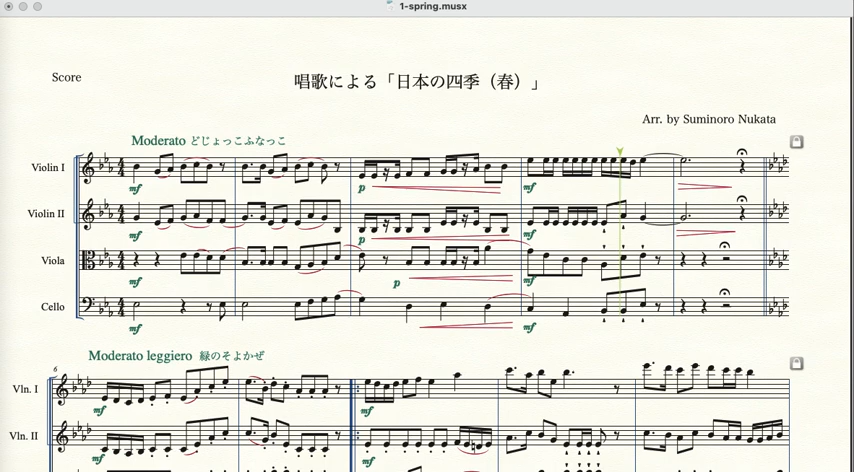 1-spring.musx
Score
唱歌による「日本の四季（春）」
Arr. by Suminoro Nukata
Moderato どじょっこふなっこ
Violin I
mf
p
mf
Violin II
mf
p
mf
Viola
mf
p
mf
Cello
mf
mf
Moderato leggiero 緑のそよかぜ
6
Vln. I
mf
mf
Vln. II
mf
mf